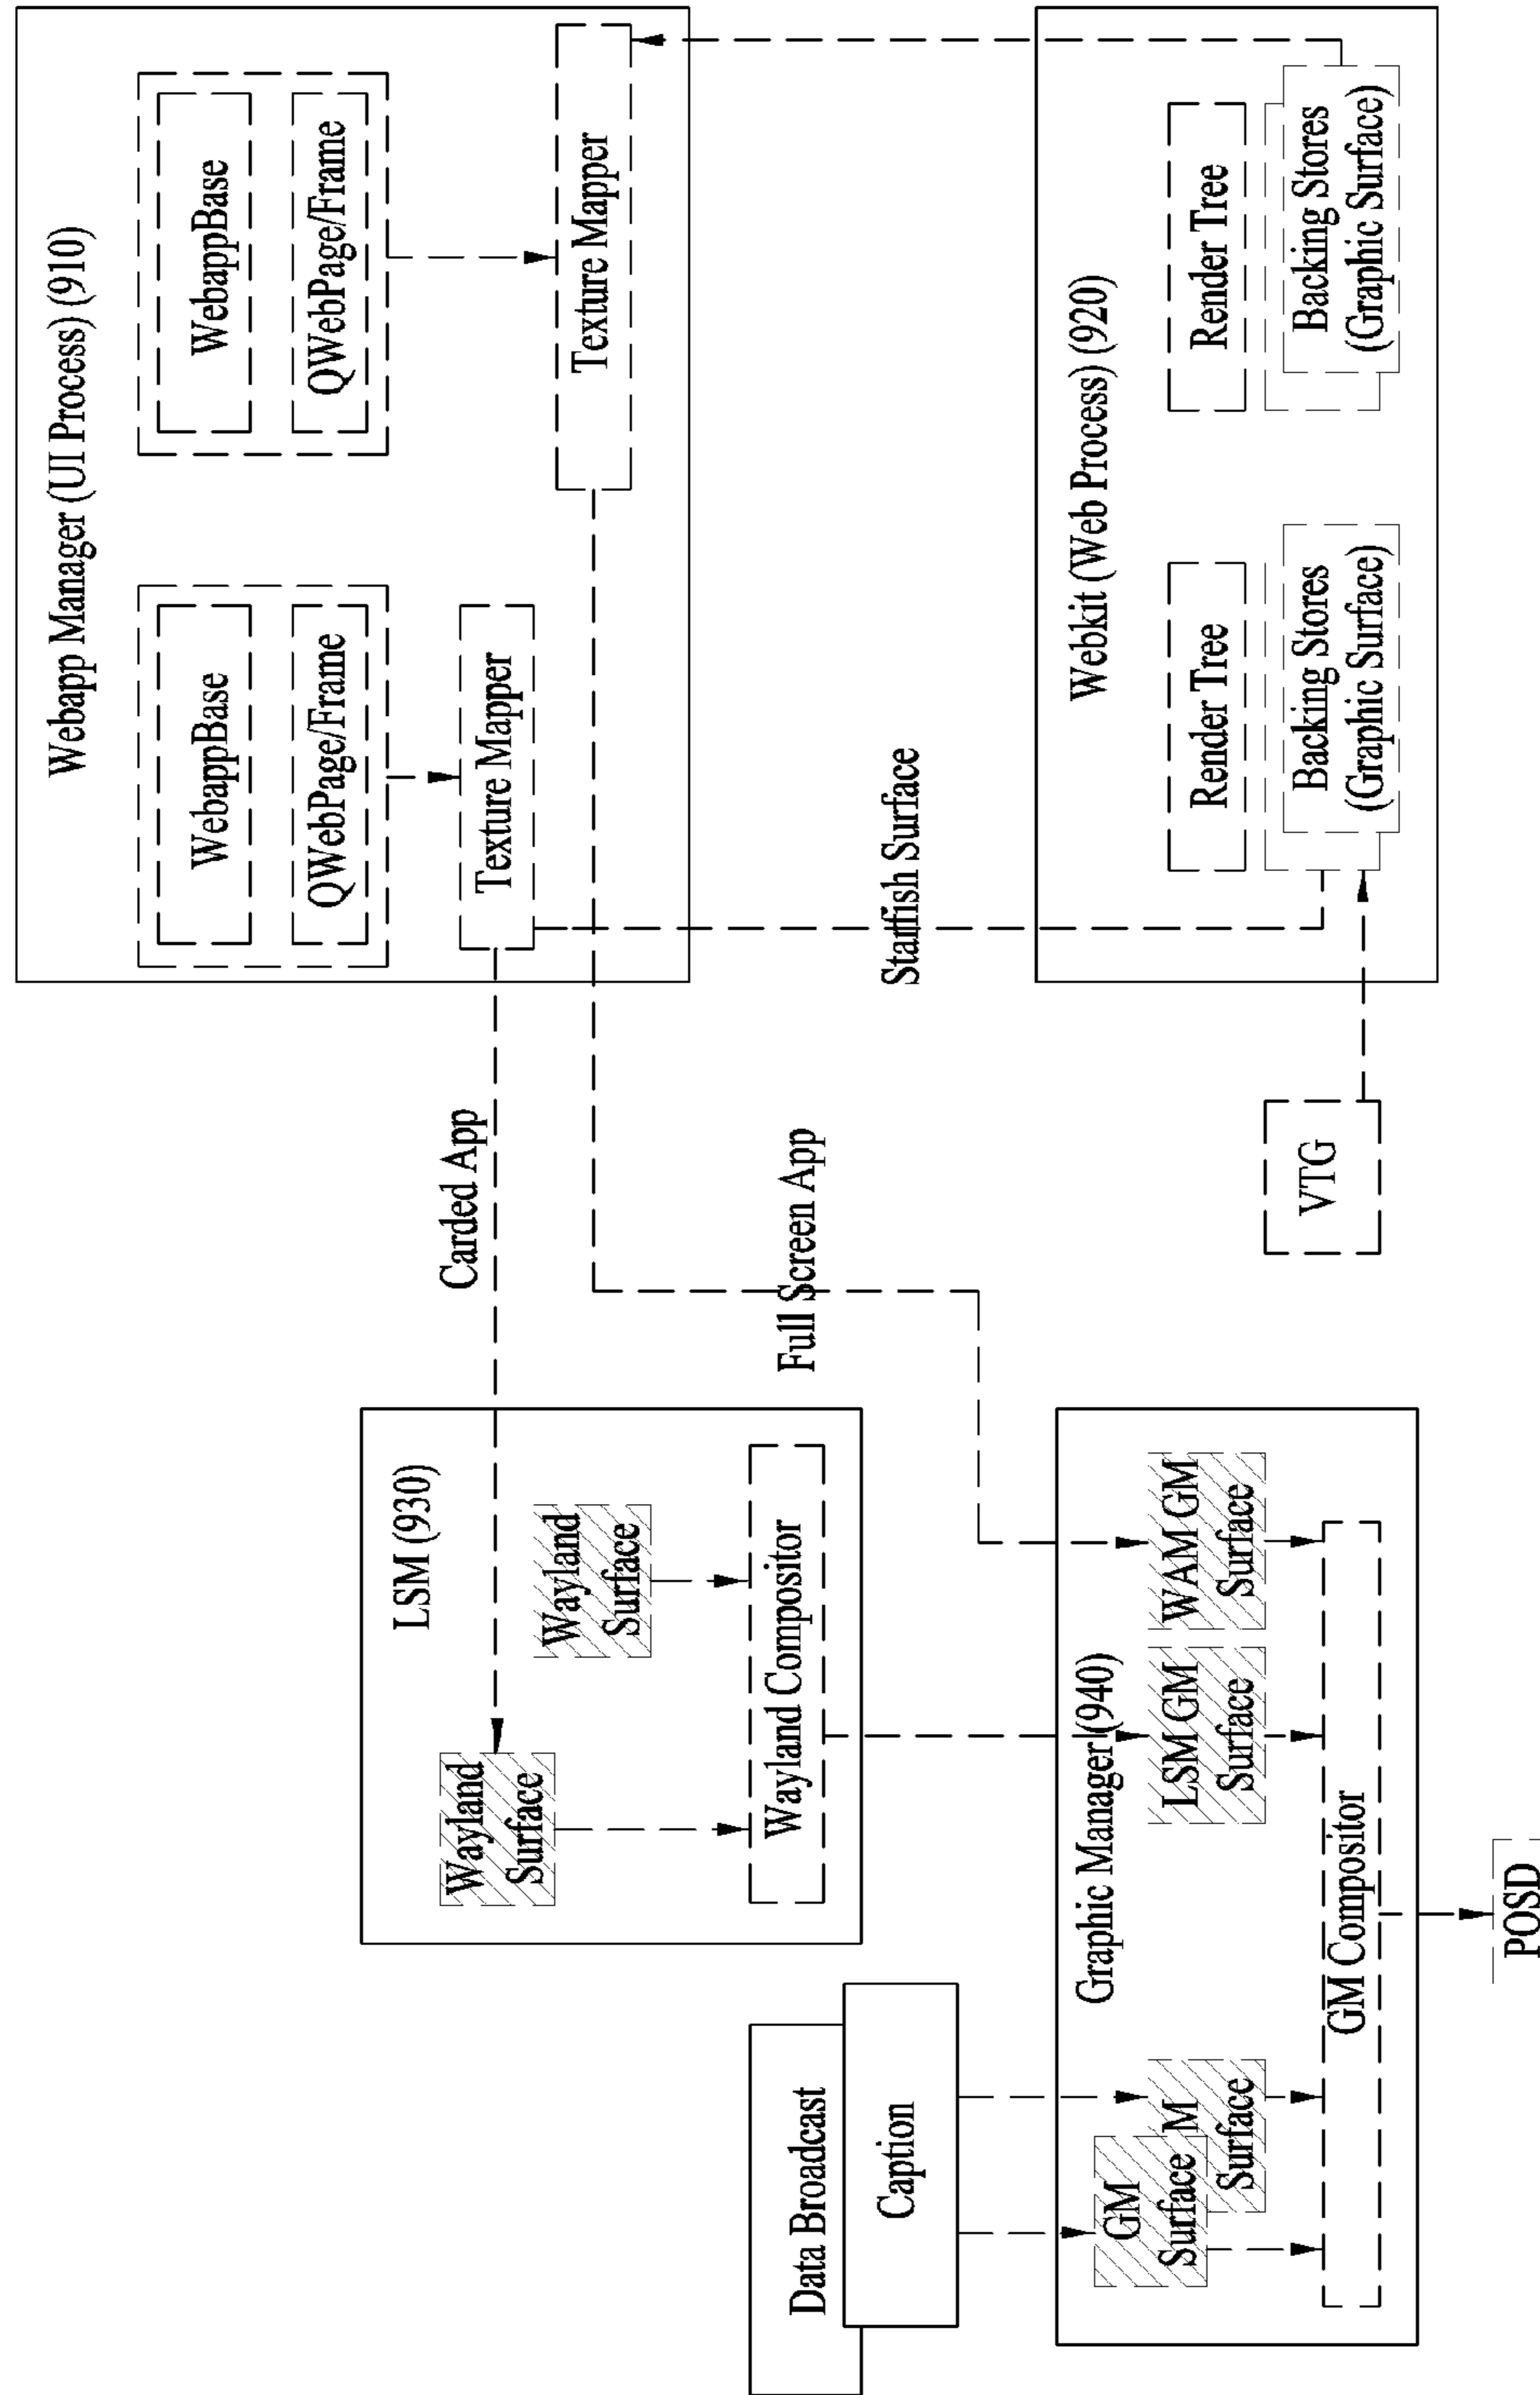 Webapp Manager (UI Process) (910)
WebappBase
QWebPage/Frame
Texture Mapper
WebappBase
QWebPage/Frame
Texture Mapper
Carded App
Full Screen App
Starfish Surface
LSM (930)
Wayland
Surface
Wayland
Surface
Wayland Compositor
Data Broadcast
Caption
Graphic Manager (940)
GM
Surface
M
Surface
LSM GM
Surface
WAM GM
Surface
GM Compositor
POSD
VTG
Webkit (Web Process) (920)
Render Tree
Backing Stores
(Graphic Surface)
Render Tree
Backing Stores
(Graphic Surface)